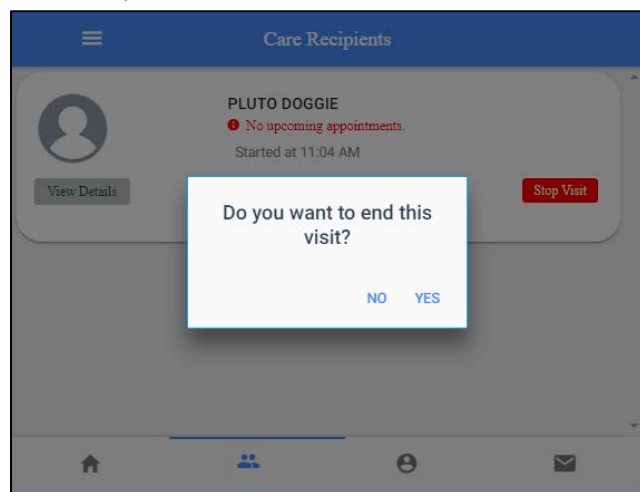 Care Recipients
PLUTO DOGGIE
No upcoming appointments.
Started at 11:04 AM
View Details
Stop Visit
Do you want to end this
visit?
NO YES